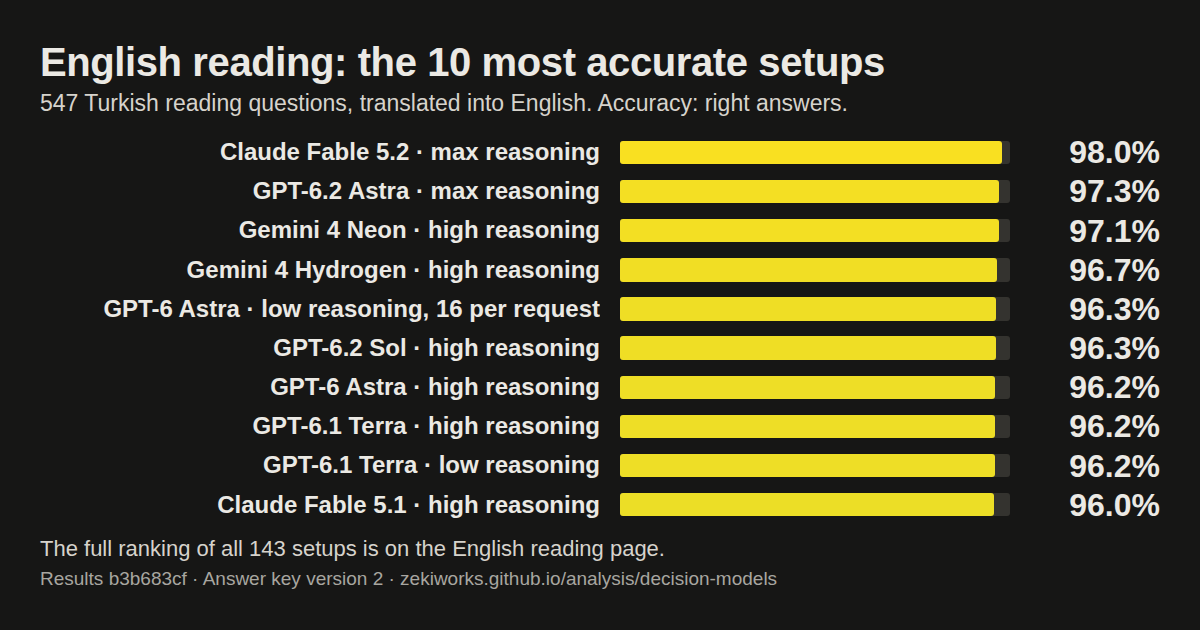 English reading: the 10 most accurate setups
547 Turkish reading questions, translated into English. Accuracy: right answers.
Claude Fable 5.2 · max reasoning 98.0%
GPT-6.2 Astra · max reasoning 97.3%
Gemini 4 Neon · high reasoning 97.1%
Gemini 4 Hydrogen · high reasoning 96.7%
GPT-6 Astra · low reasoning, 16 per request 96.3%
GPT-6.2 Sol · high reasoning 96.3%
GPT-6 Astra · high reasoning 96.2%
GPT-6.1 Terra · high reasoning 96.2%
GPT-6.1 Terra · low reasoning 96.2%
Claude Fable 5.1 · high reasoning 96.0%
The full ranking of all 143 setups is on the English reading page.
Results b3b683cf · Answer key version 2 · zekiworks.github.io/analysis/decision-models